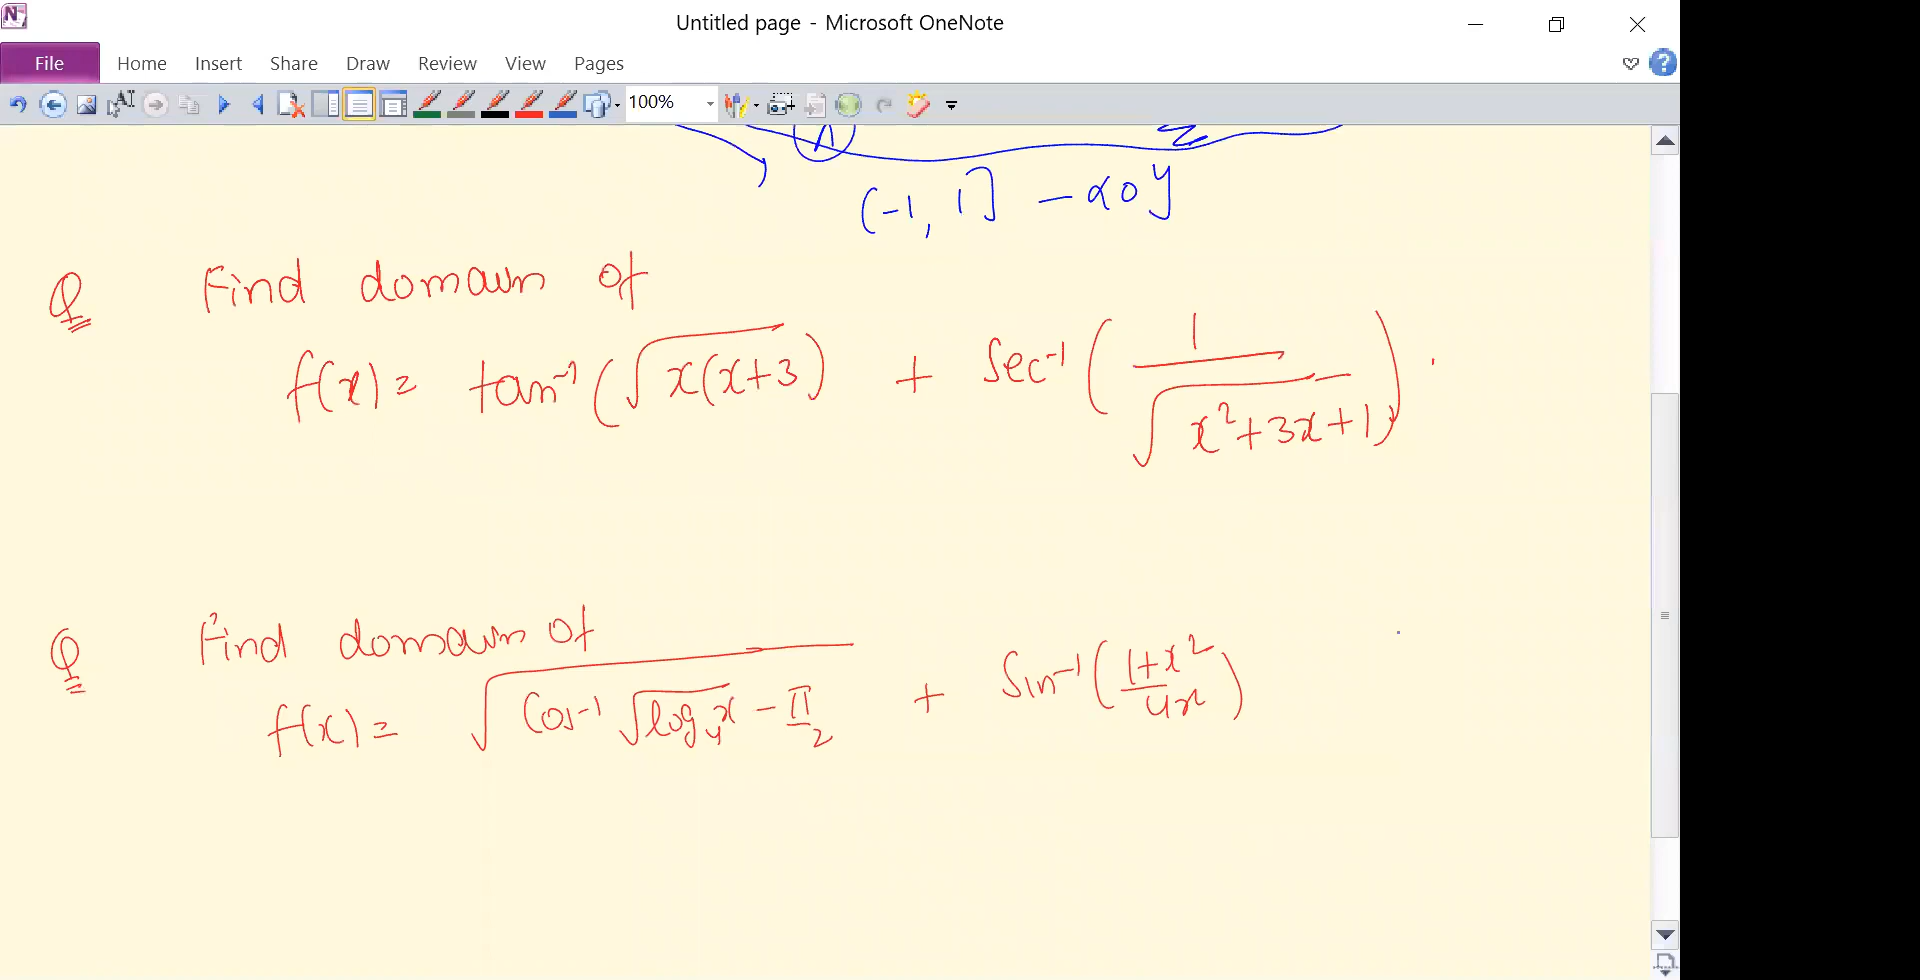 Untitled page - Microsoft OneNote
File Home Insert Share Draw Review View Pages
100%
(-1, 1] - {0}
Q Find domain of
f(x) = tan⁻¹(√x(x+3)) + Sec⁻¹(1/√(x²+3x+1)).
Q Find domain of
f(x) = √(Cos⁻¹ √(log₄x) - π/2) + Sin⁻¹((1+x²)/4x)